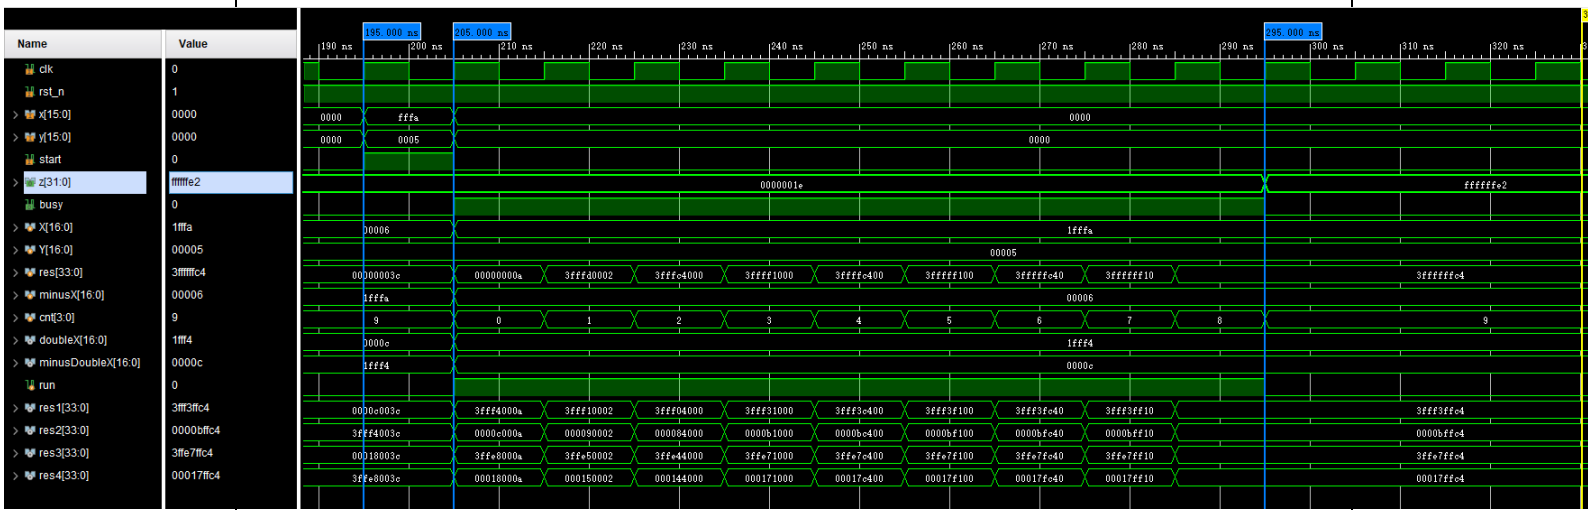 195.000 ns 205.000 ns 295.000 ns
Name Value 190 ns 200 ns 210 ns 220 ns 230 ns 240 ns 250 ns 260 ns 270 ns 280 ns 290 ns 300 ns 310 ns 320 ns
clk 0
rst_n 1
x[15:0] 0000 0000 fffa 0000
y[15:0] 0000 0000 0005 0000
start 0
z[31:0] ffffffe2 0000001e ffffffe2
busy 0
X[16:0] 1fffa 00006 1fffa
Y[16:0] 00005 00005
res[33:0] 3ffffffc4 00000003c 00000000a 3fffd0002 3fffc4000 3ffff1000 3ffffc400 3fffff100 3fffffc40 3ffffff10 3ffffffc4
minusX[16:0] 00006 1fffa 00006
cnt[3:0] 9 9 0 1 2 3 4 5 6 7 8 9
doubleX[16:0] 1fff4 0000c 1fff4
minusDoubleX[16:0] 0000c 1fff4 0000c
run 0
res1[33:0] 3fff3ffc4 0000c003c 3fff4000a 3fff10002 3fff04000 3fff31000 3fff3c400 3fff3f100 3fff3fc40 3fff3ff10 3fff3ffc4
res2[33:0] 0000bffc4 3fff4003c 0000c000a 000090002 000084000 0000b1000 0000bc400 0000bf100 0000bfc40 0000bff10 0000bffc4
res3[33:0] 3ffe7ffc4 00018003c 3ffe8000a 3ffe50002 3ffe44000 3ffe71000 3ffe7c400 3ffe7f100 3ffe7fc40 3ffe7ff10 3ffe7ffc4
res4[33:0] 00017ffc4 3ffe8003c 00018000a 000150002 000144000 000171000 00017c400 00017f100 00017fc40 00017ff10 00017ffc4